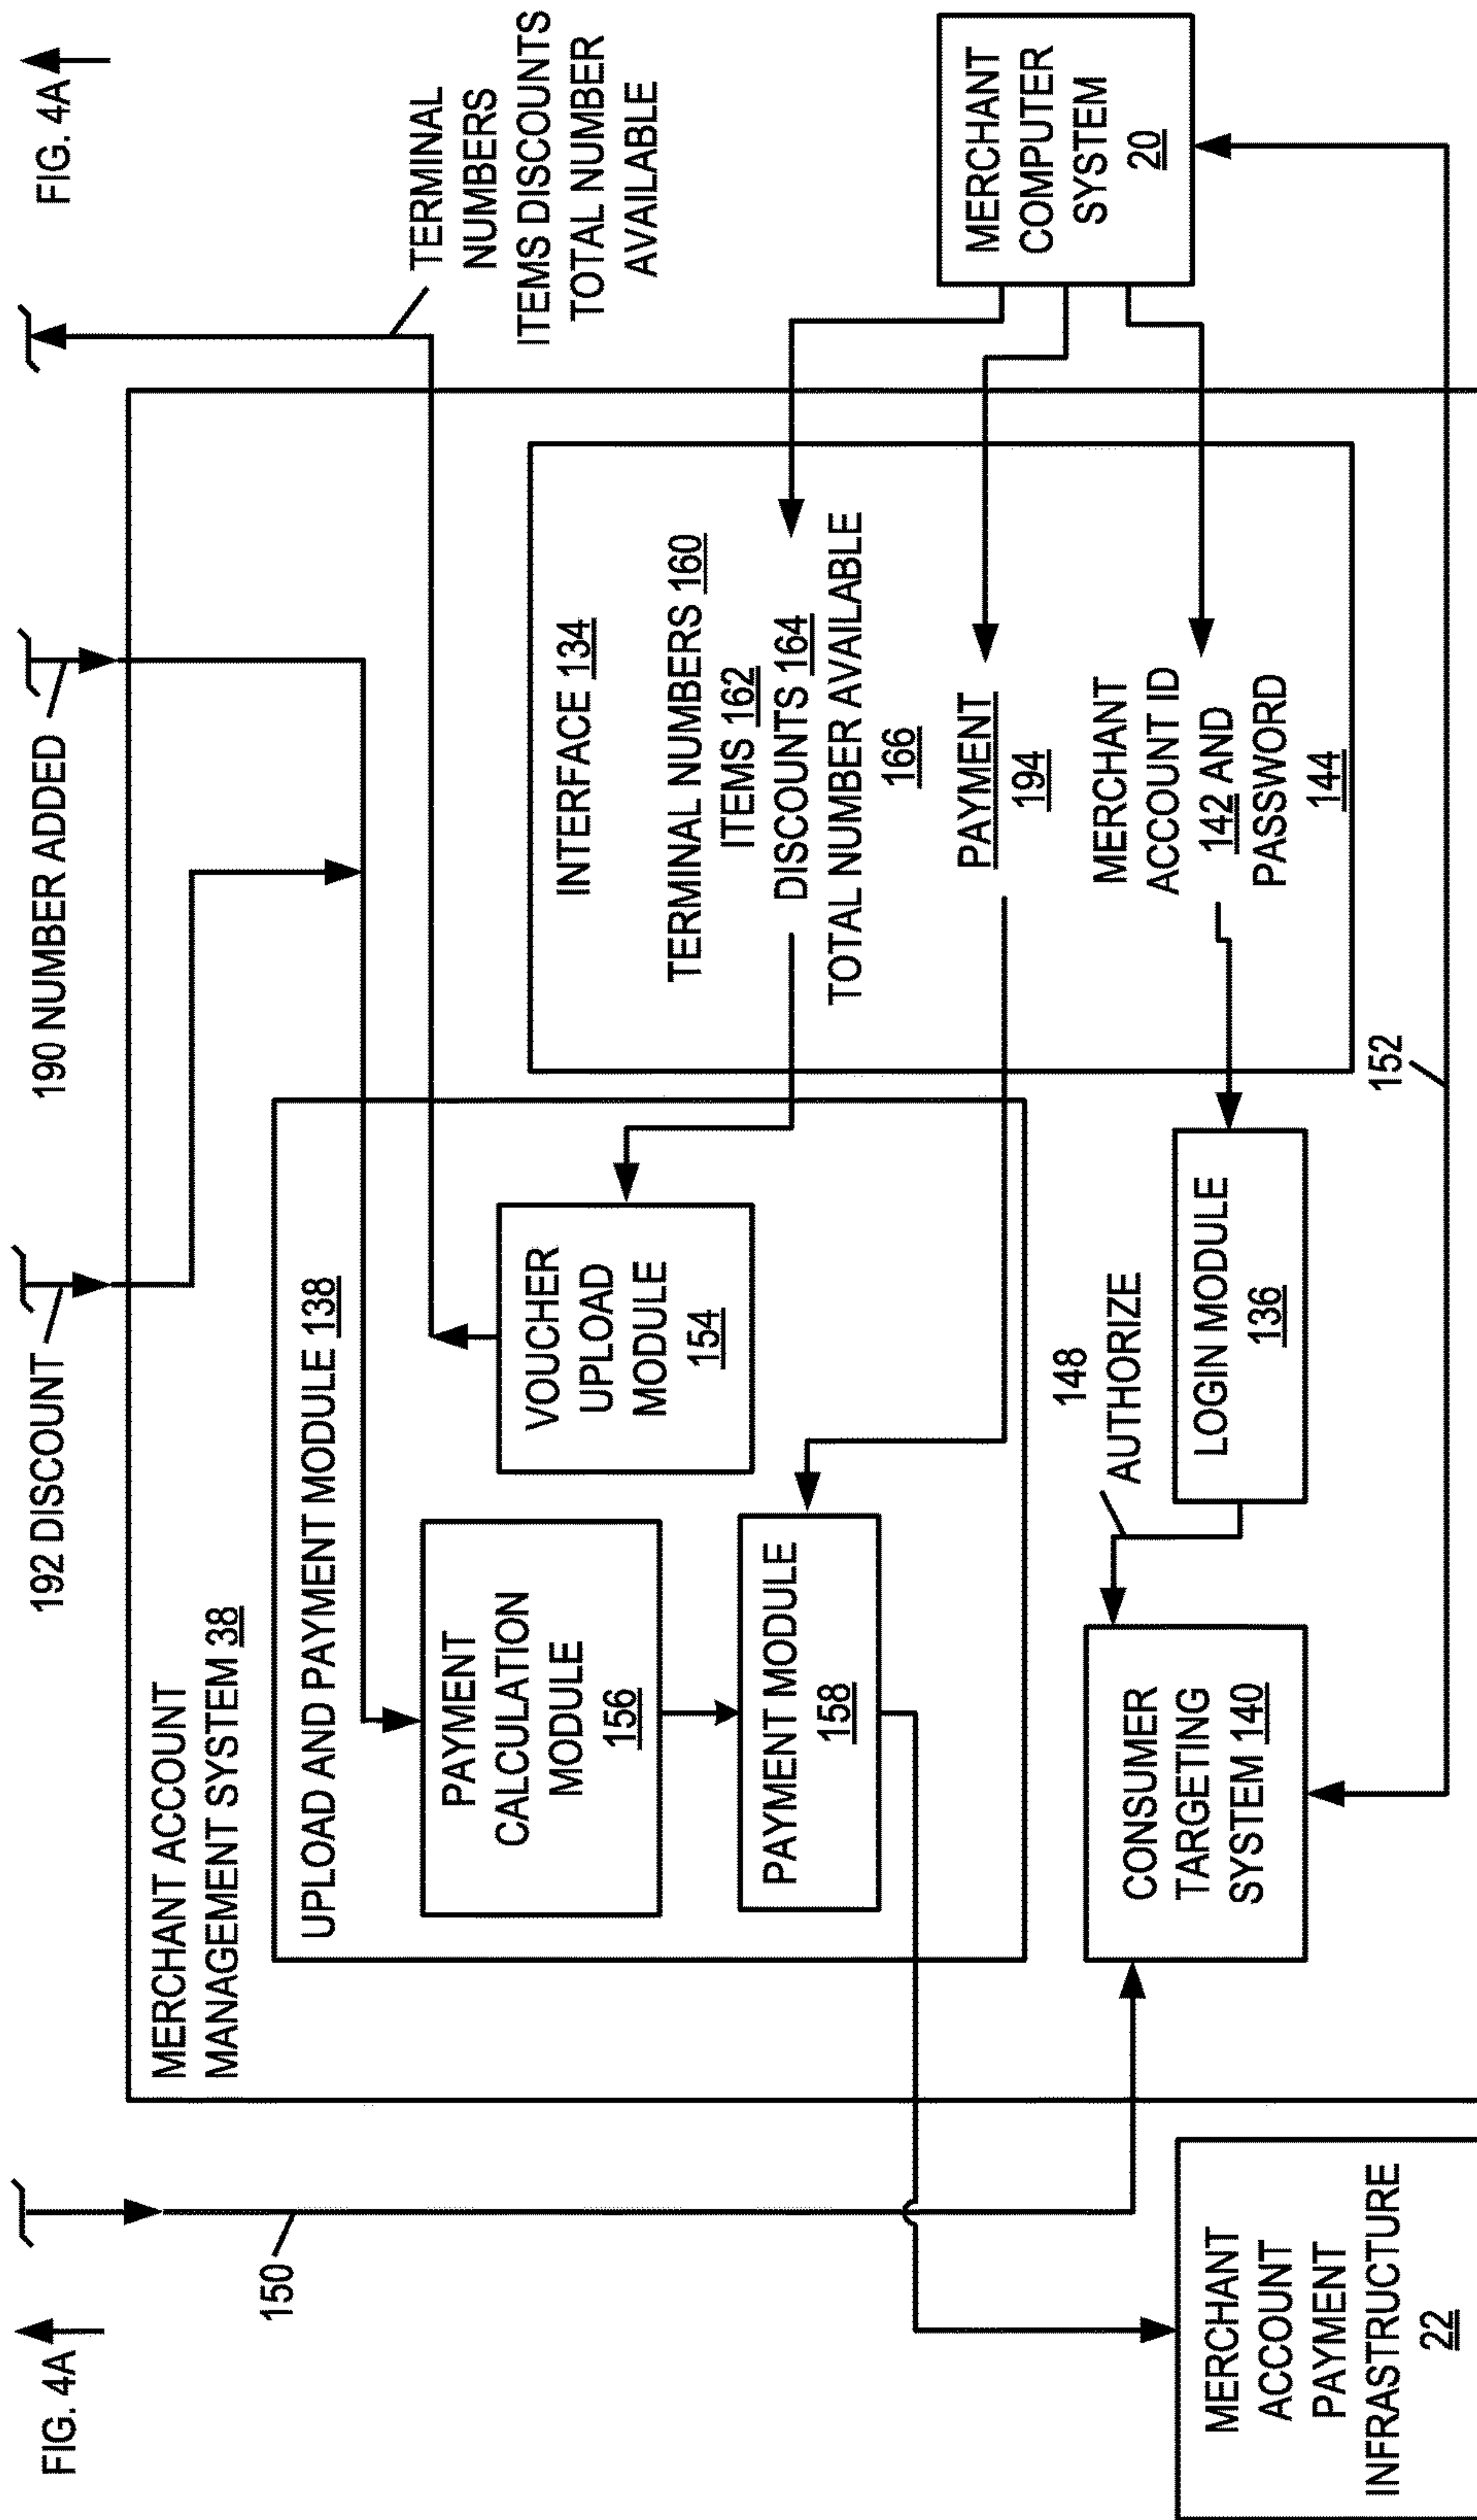 FIG. 4A
150
192 DISCOUNT
190 NUMBER ADDED
FIG. 4A
TERMINAL
NUMBERS
ITEMS DISCOUNTS
TOTAL NUMBER
AVAILABLE
MERCHANT ACCOUNT
MANAGEMENT SYSTEM 38
UPLOAD AND PAYMENT MODULE 138
PAYMENT
CALCULATION
MODULE
156
VOUCHER
UPLOAD
MODULE
154
PAYMENT MODULE
158
INTERFACE 134
TERMINAL NUMBERS 160
ITEMS 162
DISCOUNTS 164
TOTAL NUMBER AVAILABLE
166
PAYMENT
194
MERCHANT
ACCOUNT ID
142 AND
PASSWORD
144
MERCHANT
COMPUTER
SYSTEM
20
148
AUTHORIZE
CONSUMER
TARGETING
SYSTEM 140
LOGIN MODULE
136
152
MERCHANT
ACCOUNT
PAYMENT
INFRASTRUCTURE
22